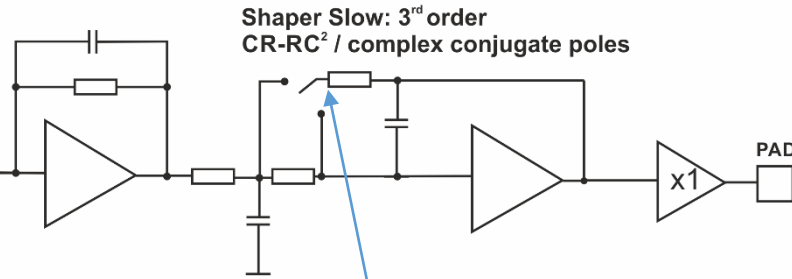 Shaper Slow: 3rd order
CR-RC² / complex conjugate poles
PAD
x1